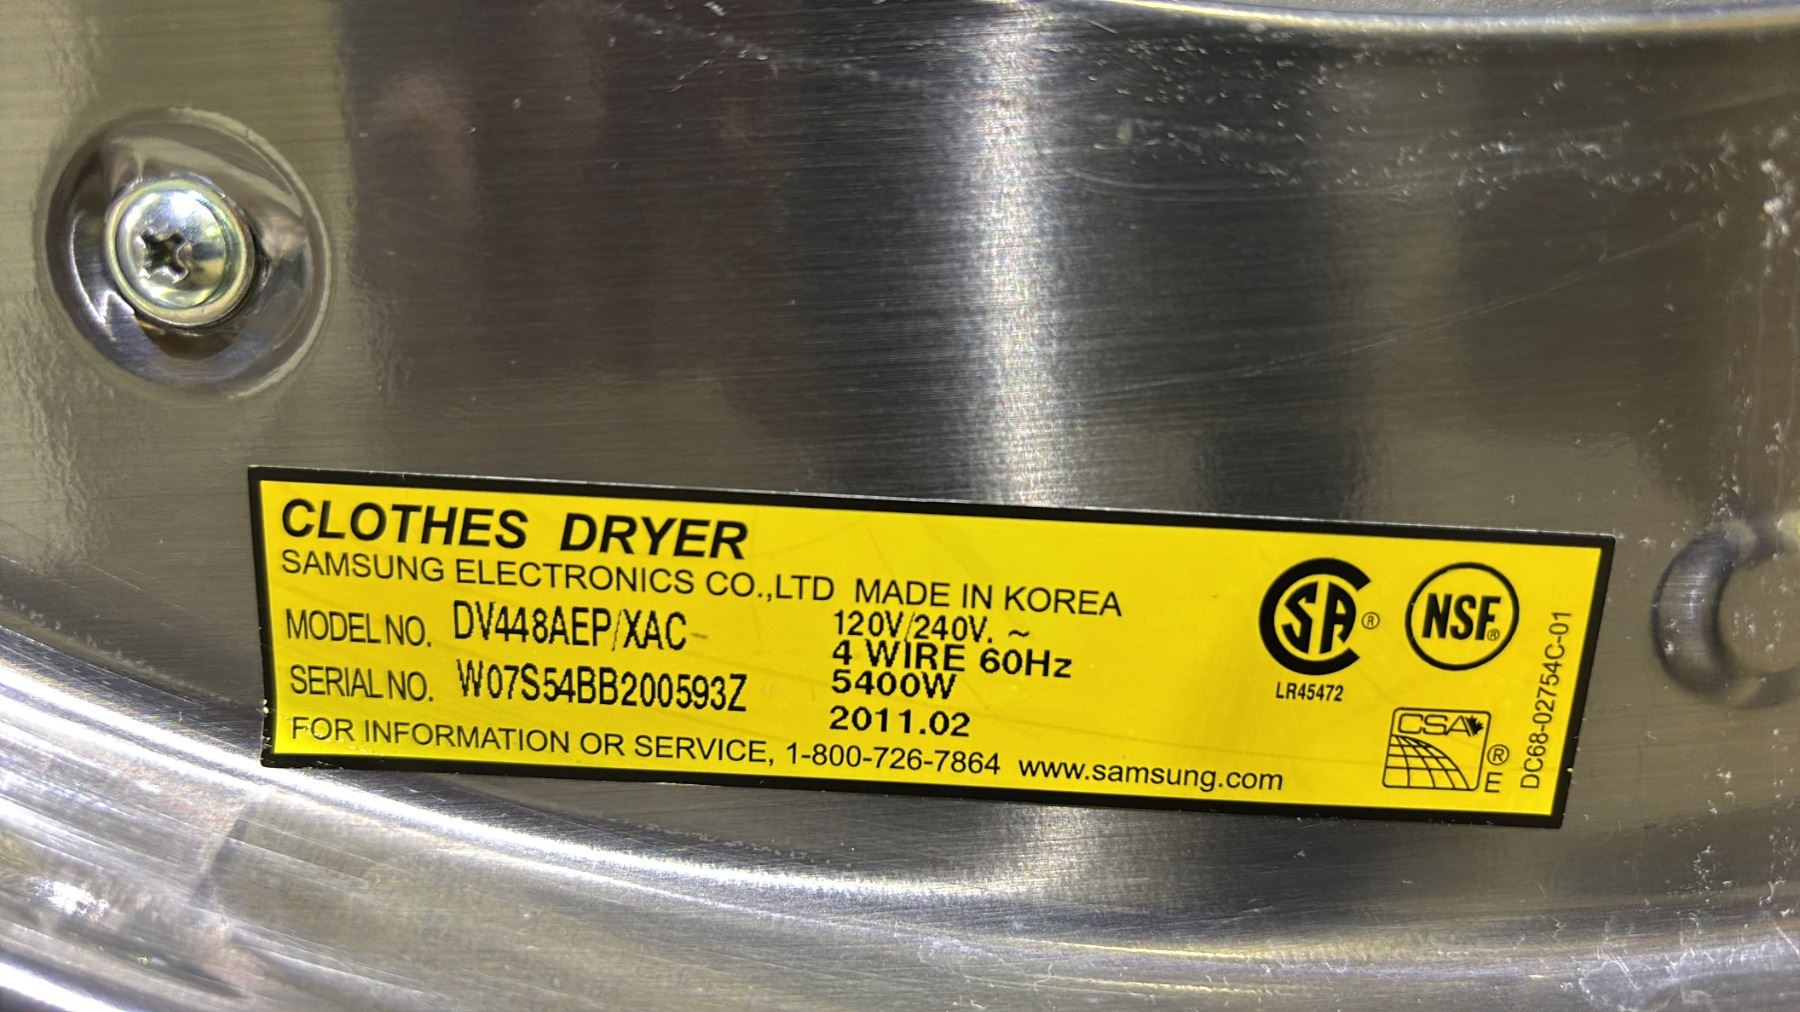 CLOTHES DRYER
SAMSUNG ELECTRONICS CO.,LTD MADE IN KOREA
MODEL NO. DV448AEP/XAC
120V/240V. ~
4 WIRE 60Hz
SERIAL NO. W07S54BB200593Z
5400W
2011.02
FOR INFORMATION OR SERVICE, 1-800-726-7864 www.samsung.com
SA ®
LR45472
NSF®
CSA ®
E
DC68-02754C-01